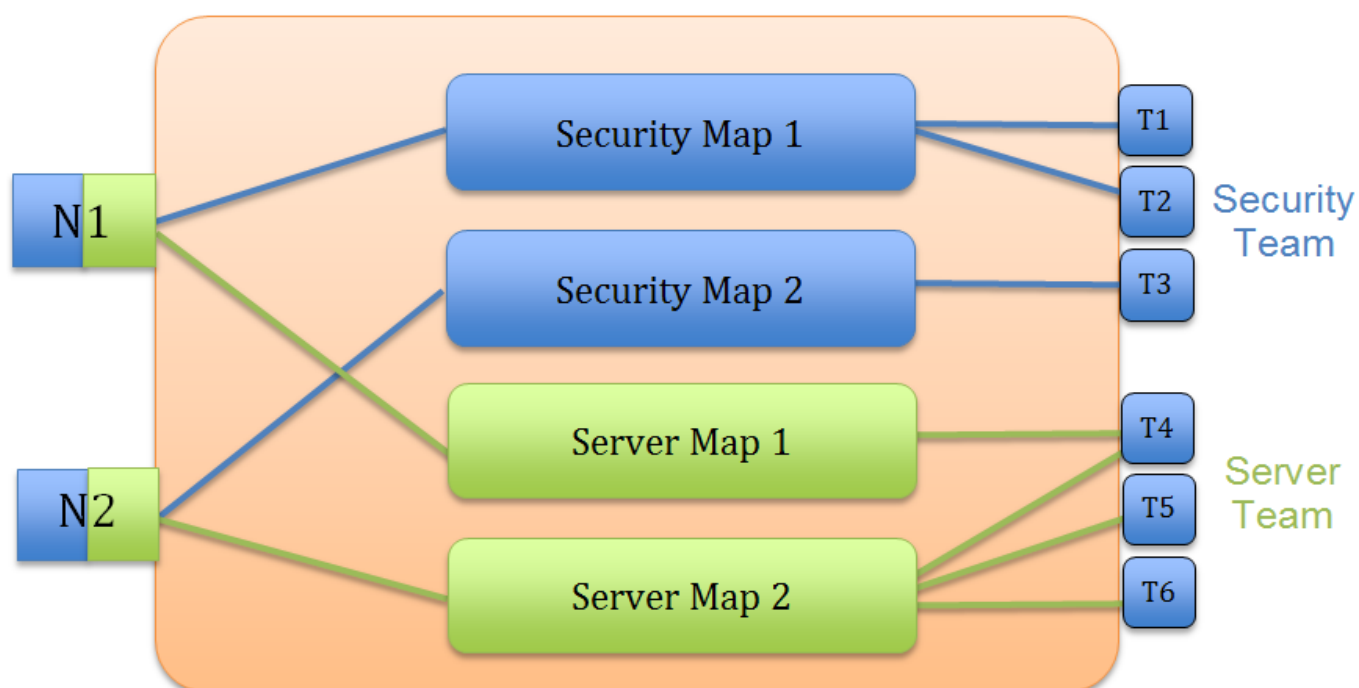 Security Map 1
T1
N1
T2
Security
Team
Security Map 2
T3
Server Map 1
T4
Server
Team
N2
T5
Server Map 2
T6